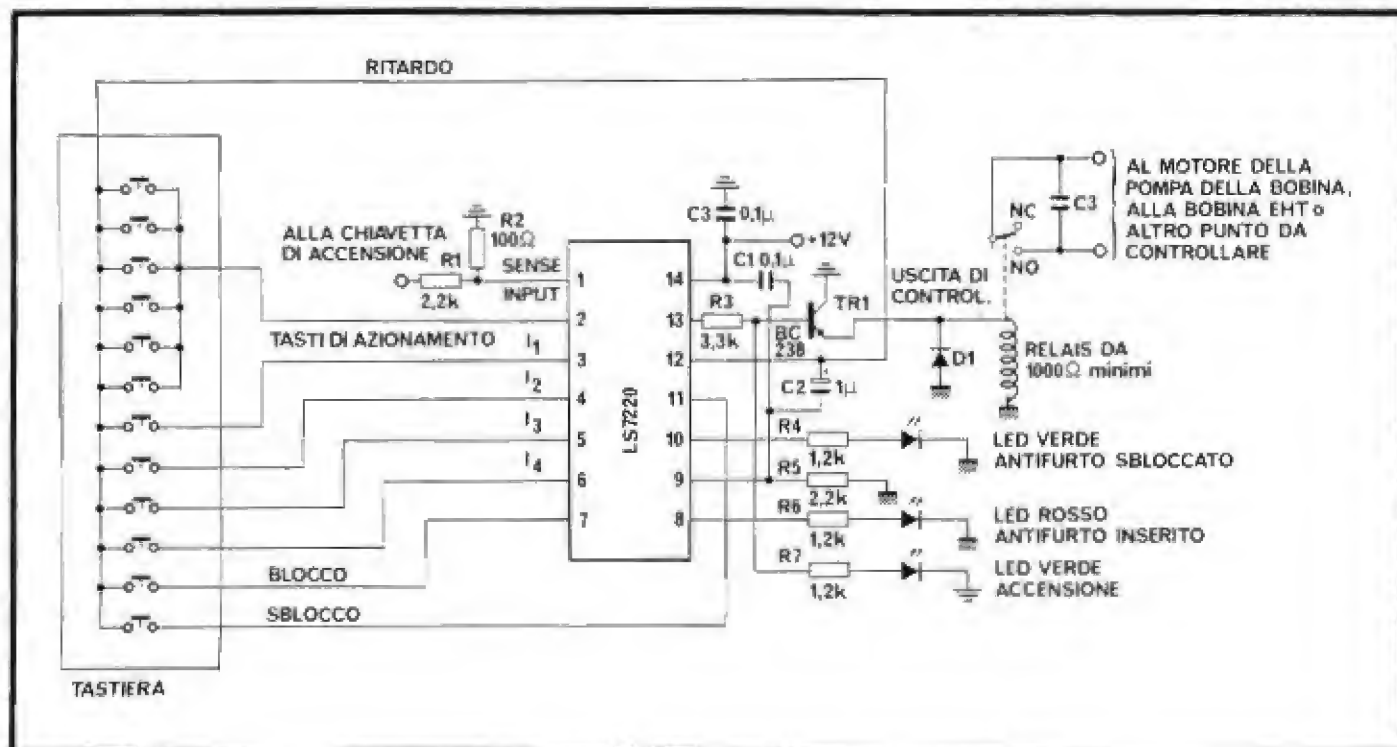 RITARDO
ALLA CHIAVETTA
DI ACCENSIONE
R1
2,2k
R2
100Ω
SENSE
INPUT
TASTI DI AZIONAMENTO
I1
I2
I3
I4
BLOCCO
SBLOCCO
TASTIERA
1
2
3
4
5
6
7
LS7220
14
13
12
11
10
9
8
C3
0,1µ
+12V
C1 0,1µ
R3
3,3k
BC
238
TR1
C2
1µ
USCITA DI
CONTROL.
D1
NC
NO
C3
AL MOTORE DELLA
POMPA DELLA BOBINA,
ALLA BOBINA EHT o
ALTRO PUNTO DA
CONTROLLARE
RELAIS DA
1000Ω minimi
R4
1,2k
LED VERDE
ANTIFURTO SBLOCCATO
R5
2,2k
R6
1,2k
LED ROSSO
ANTIFURTO INSERITO
R7
1,2k
LED VERDE
ACCENSIONE